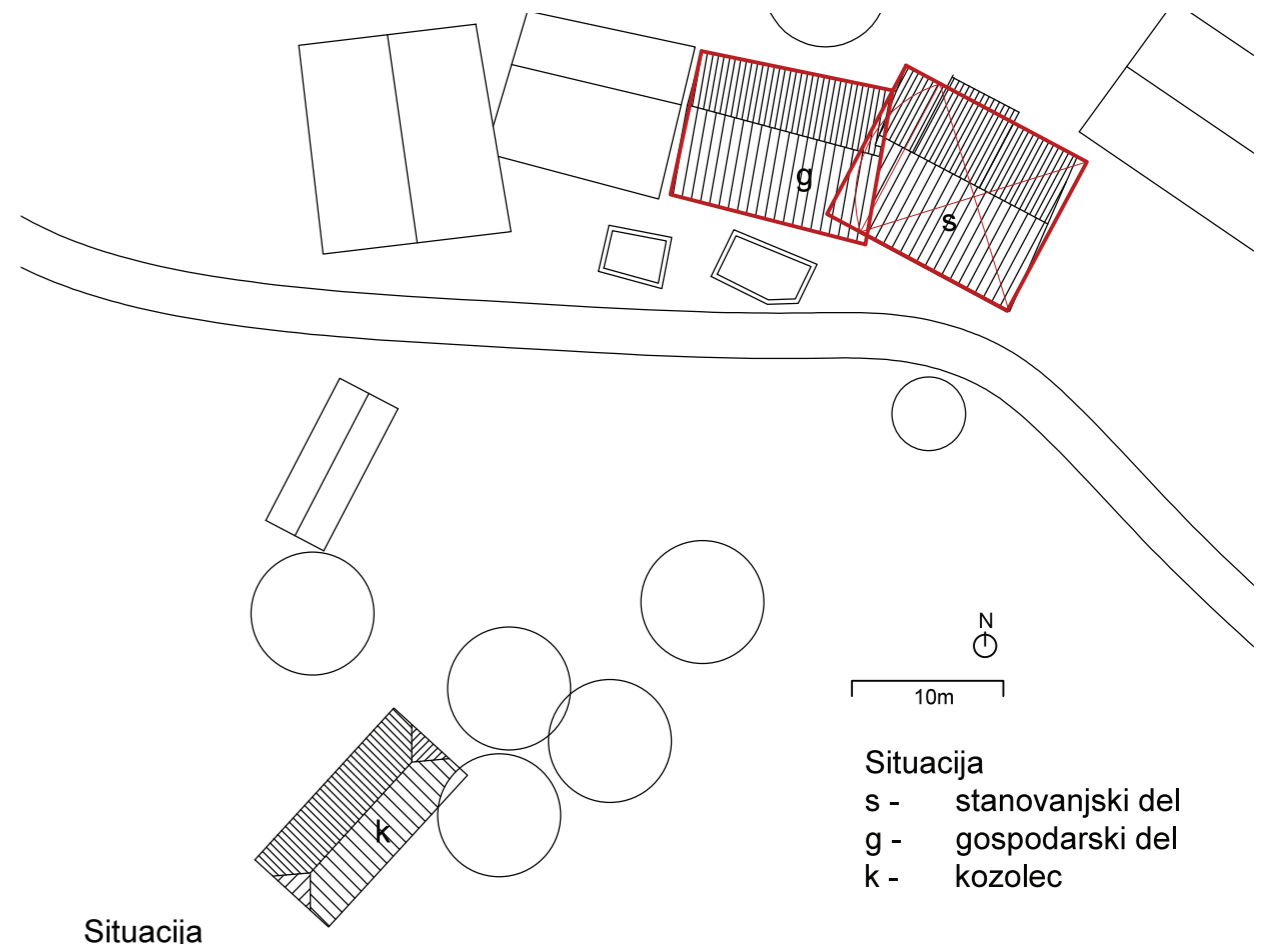 g
s
N
10m
k
Situacija
s - stanovanjski del
g - gospodarski del
k - kozolec
Situacija